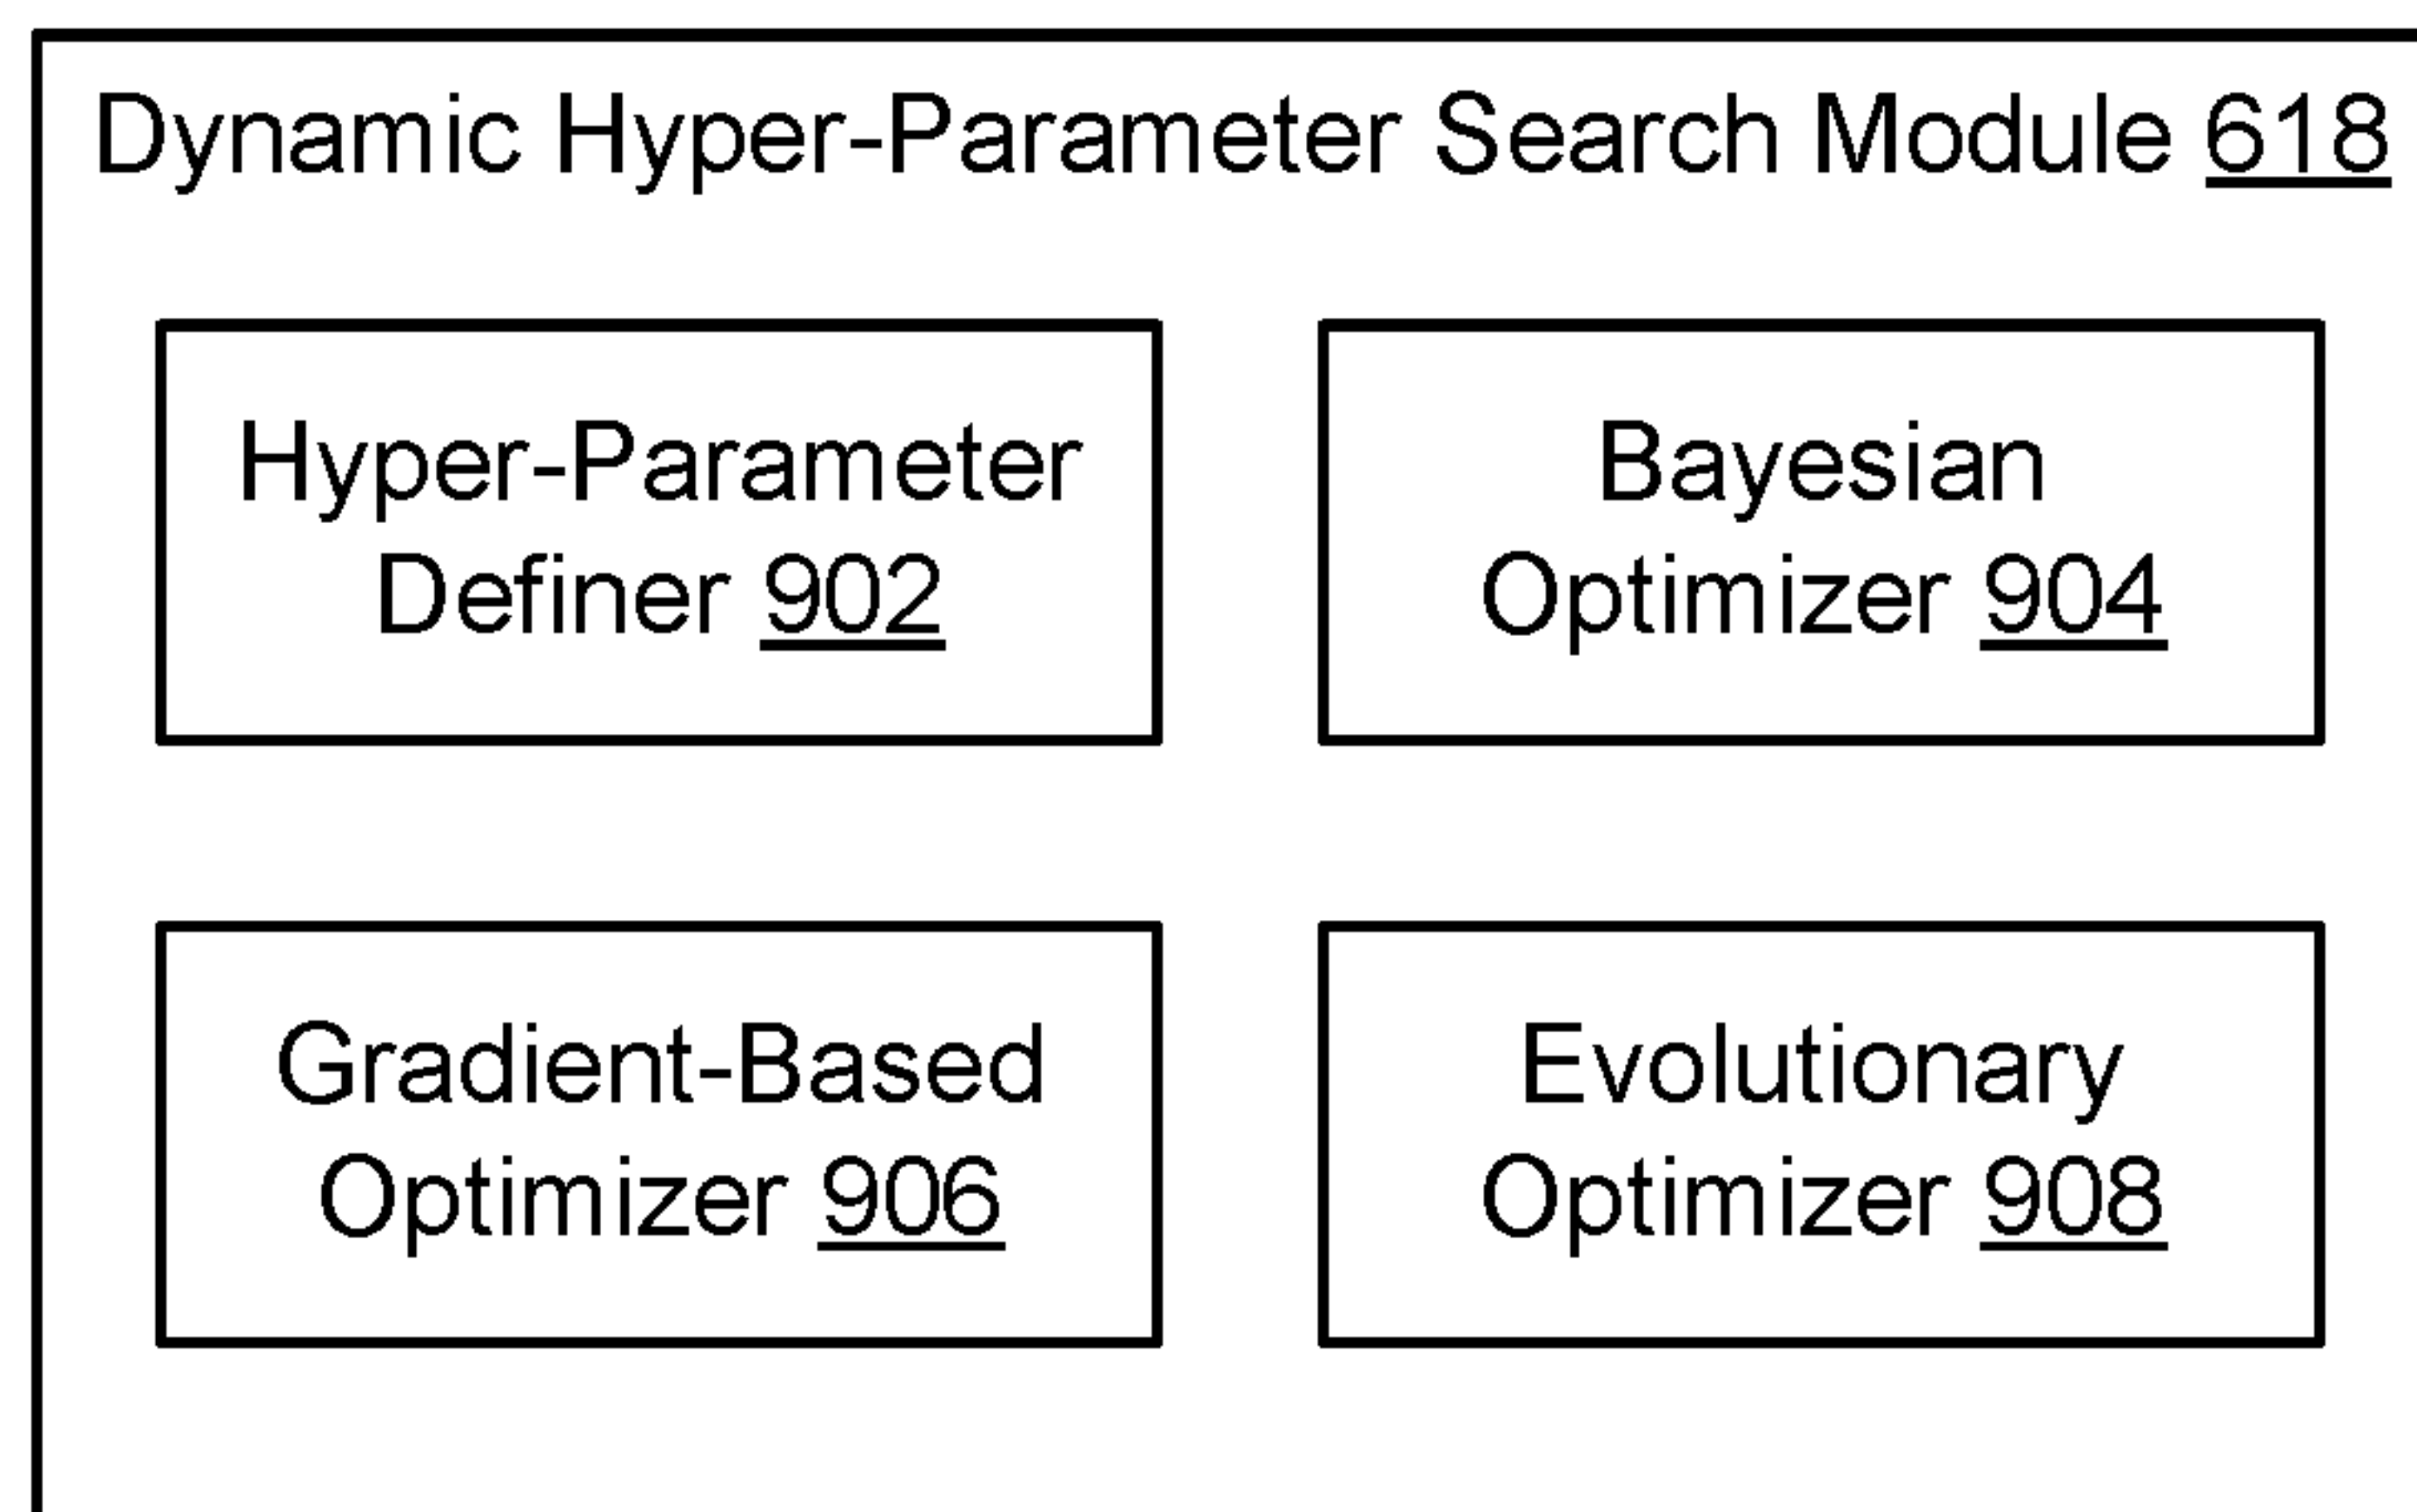 Dynamic Hyper-Parameter Search Module 618
Hyper-Parameter
Definer 902
Bayesian
Optimizer 904
Gradient-Based
Optimizer 906
Evolutionary
Optimizer 908